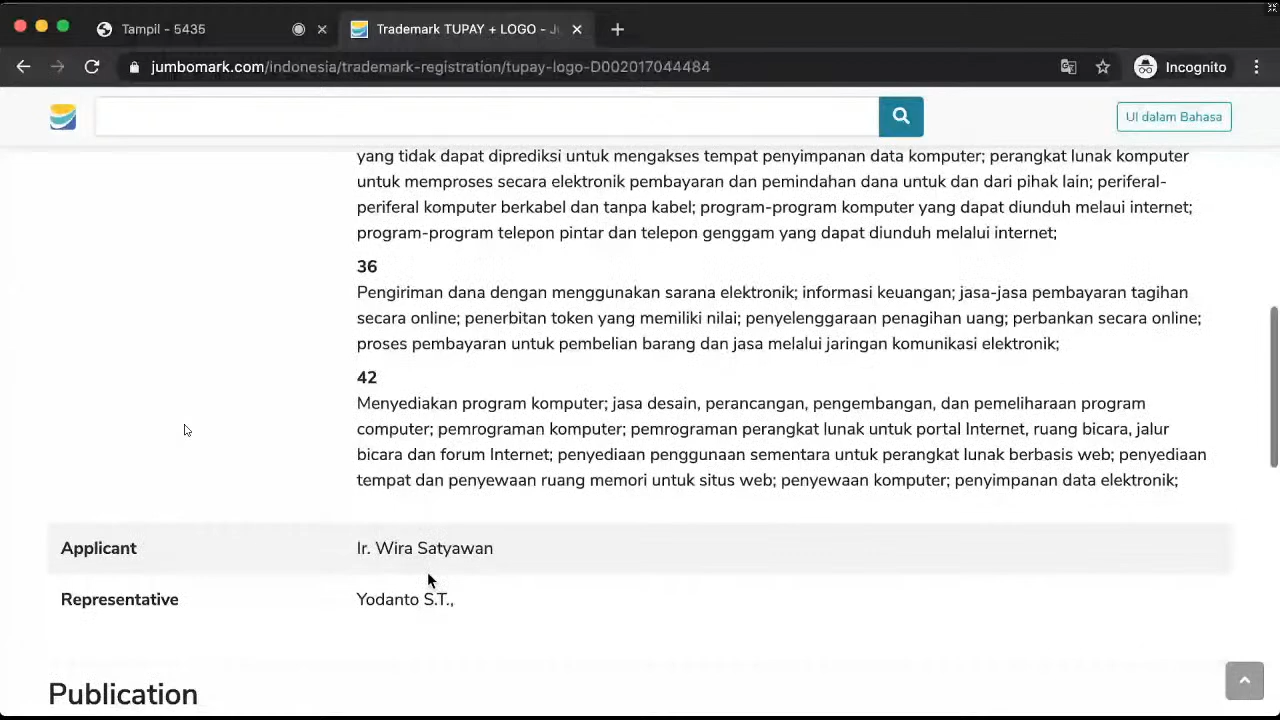 Tampil - 5435
Trademark TUPAY + LOGO - Ju
jumbomark.com/indonesia/trademark-registration/tupay-logo-D002017044484
Incognito
UI dalam Bahasa
yang tidak dapat diprediksi untuk mengakses tempat penyimpanan data komputer; perangkat lunak komputer
untuk memproses secara elektronik pembayaran dan pemindahan dana untuk dan dari pihak lain; periferal-
periferal komputer berkabel dan tanpa kabel; program-program komputer yang dapat diunduh melaui internet;
program-program telepon pintar dan telepon genggam yang dapat diunduh melalui internet;
36
Pengiriman dana dengan menggunakan sarana elektronik; informasi keuangan; jasa-jasa pembayaran tagihan
secara online; penerbitan token yang memiliki nilai; penyelenggaraan penagihan uang; perbankan secara online;
proses pembayaran untuk pembelian barang dan jasa melalui jaringan komunikasi elektronik;
42
Menyediakan program komputer; jasa desain, perancangan, pengembangan, dan pemeliharaan program
computer; pemrograman komputer; pemrograman perangkat lunak untuk portal Internet, ruang bicara, jalur
bicara dan forum Internet; penyediaan penggunaan sementara untuk perangkat lunak berbasis web; penyediaan
tempat dan penyewaan ruang memori untuk situs web; penyewaan komputer; penyimpanan data elektronik;
Applicant
Ir. Wira Satyawan
Representative
Yodanto S.T.,
Publication